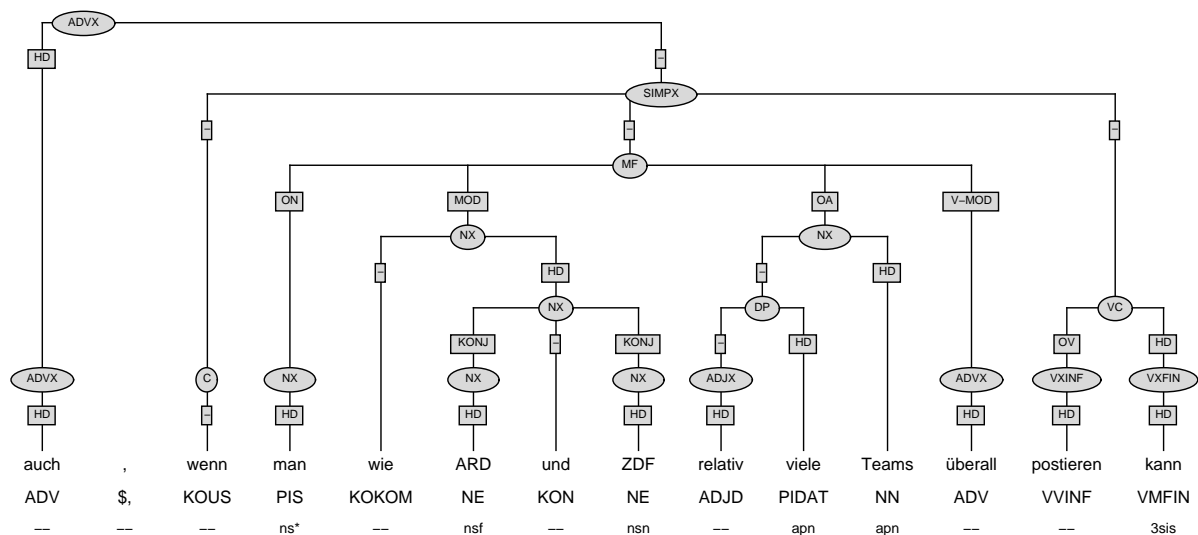 ADVX
HD –
SIMPX
– – –
MF
ON MOD OA V–MOD
NX NX
– HD – HD
NX DP VC
KONJ – KONJ – HD OV HD
ADVX C NX NX NX ADJX ADVX VXINF VXFIN
HD – HD HD HD HD HD HD HD
auch , wenn man wie ARD und ZDF relativ viele Teams überall postieren kann
ADV $, KOUS PIS KOKOM NE KON NE ADJD PIDAT NN ADV VVINF VMFIN
–– –– –– ns* –– nsf –– nsn –– apn apn –– –– 3sis